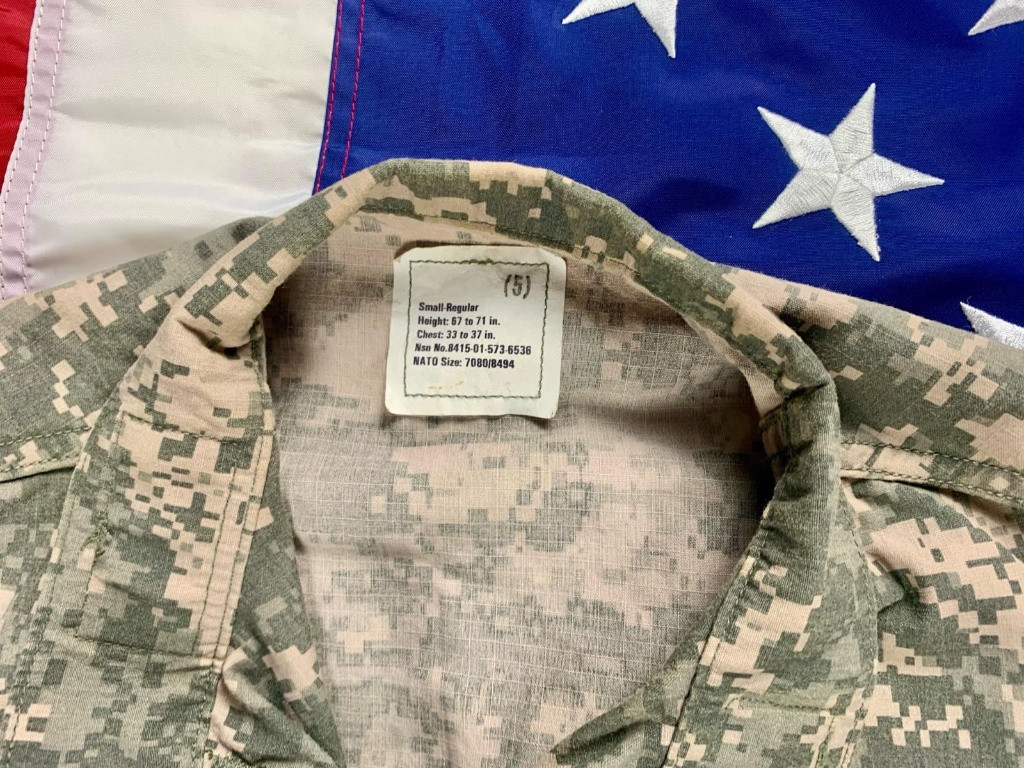 (5)
Small-Regular
Height: 67 to 71 in.
Chest: 33 to 37 in.
Nsn No.8415-01-573-6536
NATO Size: 7080/8494